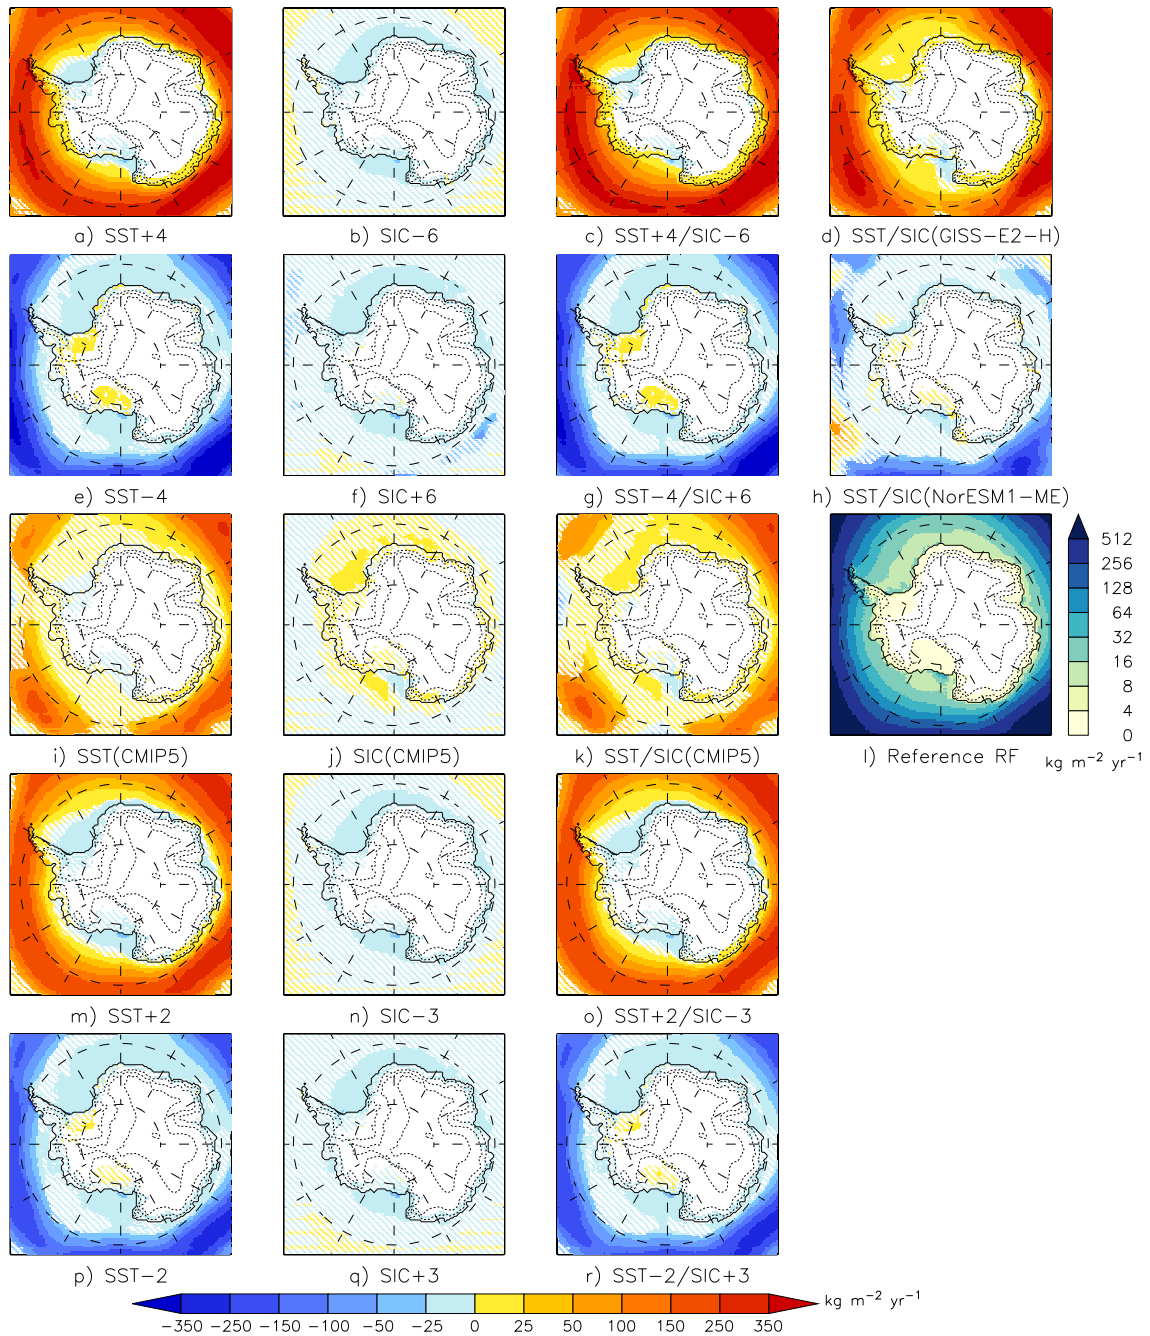 a) SST+4
b) SIC−6
c) SST+4/SIC−6
d) SST/SIC(GISS−E2−H)
e) SST−4
f) SIC+6
g) SST−4/SIC+6
h) SST/SIC(NorESM1−ME)
512
256
128
64
32
16
8
4
0
kg m−2 yr−1
i) SST(CMIP5)
j) SIC(CMIP5)
k) SST/SIC(CMIP5)
l) Reference RF
m) SST+2
n) SIC−3
o) SST+2/SIC−3
p) SST−2
q) SIC+3
r) SST−2/SIC+3
kg m−2 yr−1
−350 −250 −150 −100 −50 −25 0 25 50 100 150 250 350